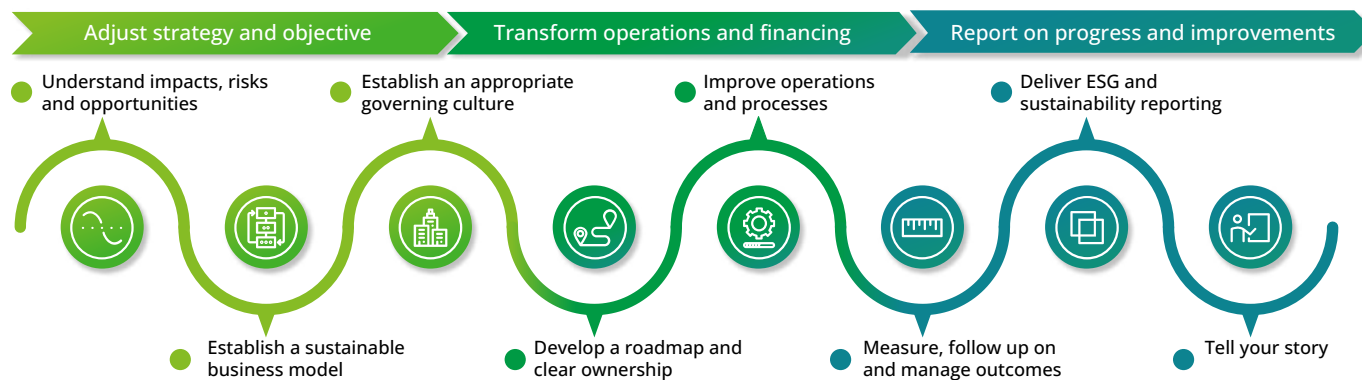 Adjust strategy and objective
Transform operations and financing
Report on progress and improvements
Understand impacts, risks
and opportunities
Establish an appropriate
governing culture
Improve operations
and processes
Deliver ESG and
sustainability reporting
Establish a sustainable
business model
Develop a roadmap and
clear ownership
Measure, follow up on
and manage outcomes
Tell your story